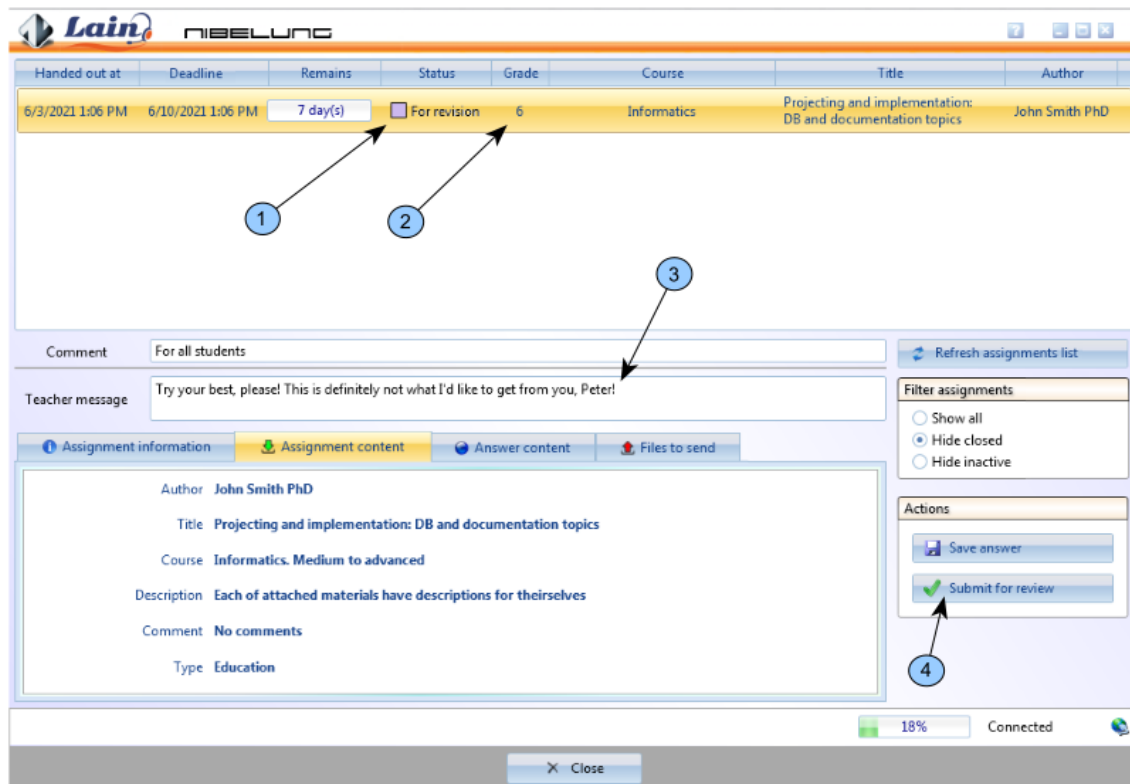 Lain NIBELUNG ?
Handed out at Deadline Remains Status Grade Course Title Author
6/3/2021 1:06 PM 6/10/2021 1:06 PM 7 day(s) For revision 6 Informatics Projecting and implementation: John Smith PhD
DB and documentation topics
1
2
3
Comment For all students
Refresh assignments list
Teacher message Try your best, please! This is definitely not what I'd like to get from you, Peter!
Filter assignments
Show all
Hide closed
Hide inactive
Assignment information Assignment content Answer content Files to send
Author John Smith PhD
Title Projecting and implementation: DB and documentation topics
Course Informatics. Medium to advanced
Description Each of attached materials have descriptions for theirselves
Comment No comments
Type Education
Actions
Save answer
Submit for review
4
18% Connected
Close